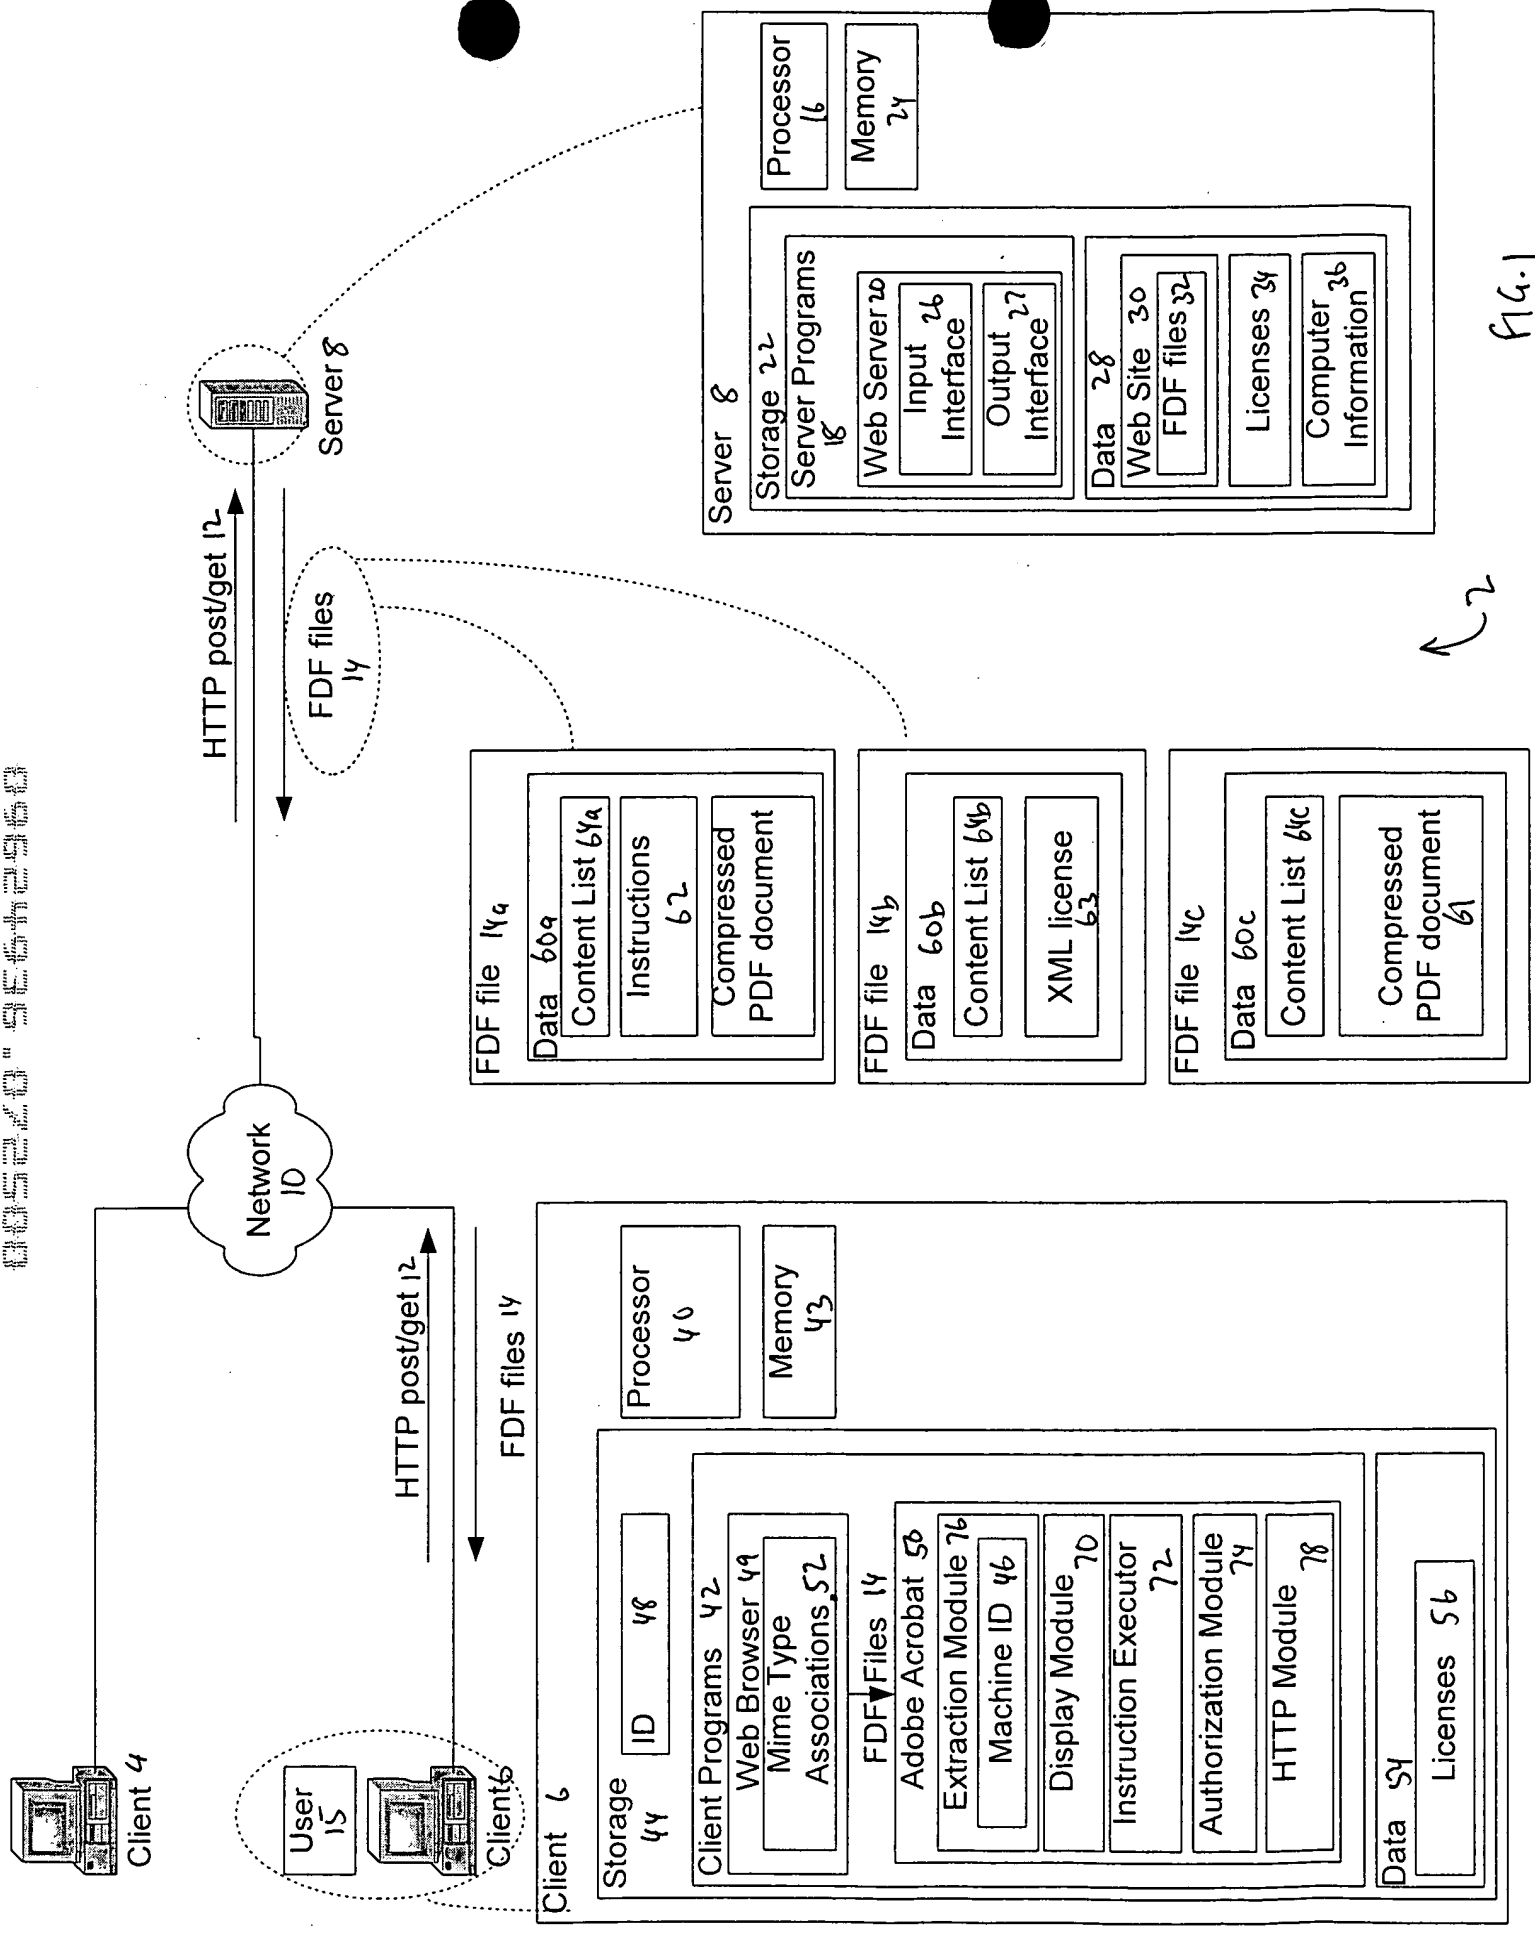 Client 4
User
15
Client 6
Network
10
HTTP post/get 12
FDF files 14
HTTP post/get 12
FDF files
14
Server 8
Client 6
Storage
44
ID 48
Client Programs 42
Web Browser 49
Mime Type
Associations 52
FDF Files 14
Adobe Acrobat 50
Extraction Module 76
Machine ID 46
Display Module
70
Instruction Executor
72
Authorization Module
74
HTTP Module
78
Data 54
Licenses 56
Processor
40
Memory
43
FDF file 14a
Data 60a
Content List 64a
Instructions
62
Compressed
PDF document
FDF file 14b
Data 60b
Content List 64b
XML license
63
FDF file 14c
Data 60c
Content List 64c
Compressed
PDF document
61
Server 8
Storage 22
Server Programs
18
Web Server 20
Input
Interface
26
Output
Interface
27
Data 28
Web Site 30
FDF files 32
Licenses 34
Computer
Information
36
Processor
16
Memory
24
2
FIG. 1